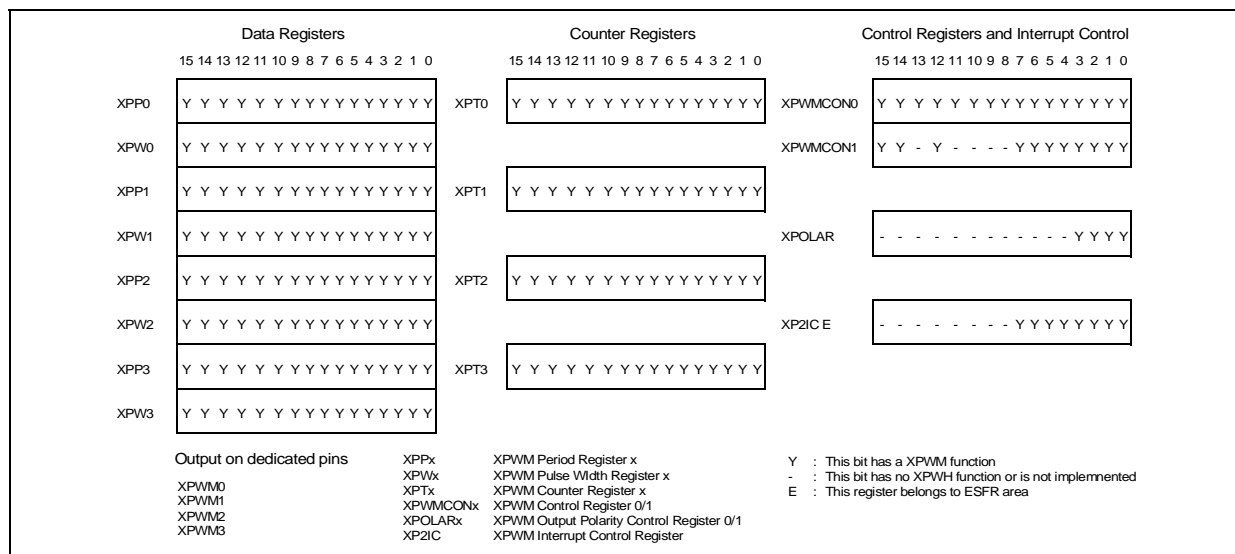 Data Registers Counter Registers Control Registers and Interrupt Control
15 14 13 12 11 10 9 8 7 6 5 4 3 2 1 0 15 14 13 12 11 10 9 8 7 6 5 4 3 2 1 0 15 14 13 12 11 10 9 8 7 6 5 4 3 2 1 0
XPP0 Y Y Y Y Y Y Y Y Y Y Y Y Y Y Y Y XPT0 Y Y Y Y Y Y Y Y Y Y Y Y Y Y Y Y XPWMCON0 Y Y Y Y Y Y Y Y Y Y Y Y Y Y Y Y
XPW0 Y Y Y Y Y Y Y Y Y Y Y Y Y Y Y Y XPWMCON1 Y Y - Y - - - - Y Y Y Y Y Y Y Y
XPP1 Y Y Y Y Y Y Y Y Y Y Y Y Y Y Y Y XPT1 Y Y Y Y Y Y Y Y Y Y Y Y Y Y Y Y
XPW1 Y Y Y Y Y Y Y Y Y Y Y Y Y Y Y Y XPOLAR - - - - - - - - - - - - Y Y Y Y
XPP2 Y Y Y Y Y Y Y Y Y Y Y Y Y Y Y Y XPT2 Y Y Y Y Y Y Y Y Y Y Y Y Y Y Y Y
XPW2 Y Y Y Y Y Y Y Y Y Y Y Y Y Y Y Y XP2IC E - - - - - - - - Y Y Y Y Y Y Y Y
XPP3 Y Y Y Y Y Y Y Y Y Y Y Y Y Y Y Y XPT3 Y Y Y Y Y Y Y Y Y Y Y Y Y Y Y Y
XPW3 Y Y Y Y Y Y Y Y Y Y Y Y Y Y Y Y
Output on dedicated pins
XPWM0
XPWM1
XPWM2
XPWM3
XPPx XPWM Period Register x
XPWx XPWM Pulse WIdth Register x
XPTx XPWM Counter Register x
XPWMCONx XPWM Control Register 0/1
XPOLARx XPWM Output Polarity Control Register 0/1
XP2IC XPWM Interrupt Control Register
Y : This bit has a XPWM function
- : This bit has no XPWH function or is not implemnented
E : This register belongs to ESFR area